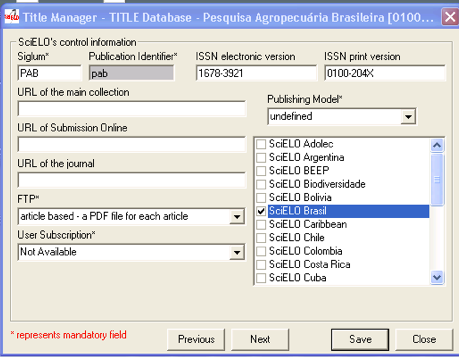 Title Manager - TITLE Database - Pesquisa Agropecuária Brasileira [0100...
SciELO's control information
Siglum* Publication Identifier* ISSN electronic version ISSN print version
PAB pab 1678-3921 0100-204X
URL of the main collection
Publishing Model*
undefined
URL of Submission Online
URL of the journal
FTP*
article based - a PDF file for each article
User Subscription*
Not Available
SciELO Adolec
SciELO Argentina
SciELO BEEP
SciELO Biodiversidade
SciELO Bolivia
SciELO Brasil
SciELO Caribbean
SciELO Chile
SciELO Colombia
SciELO Costa Rica
SciELO Cuba
* represents mandatory field
Previous Next Save Close